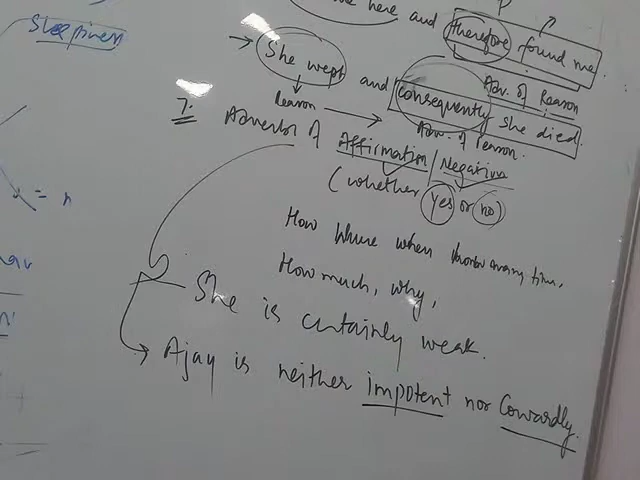 here and therefore found me.
Sleepiness
Adv. of Reason
→ She wept and consequently she died.
Reason → Adv. of reason.
7. Adverbs of Affirmation / Negation
(whether yes or no)
How where when how many time,
How much, why,
She is certainly weak.
Ajay is neither impotent nor Cowardly.
= n